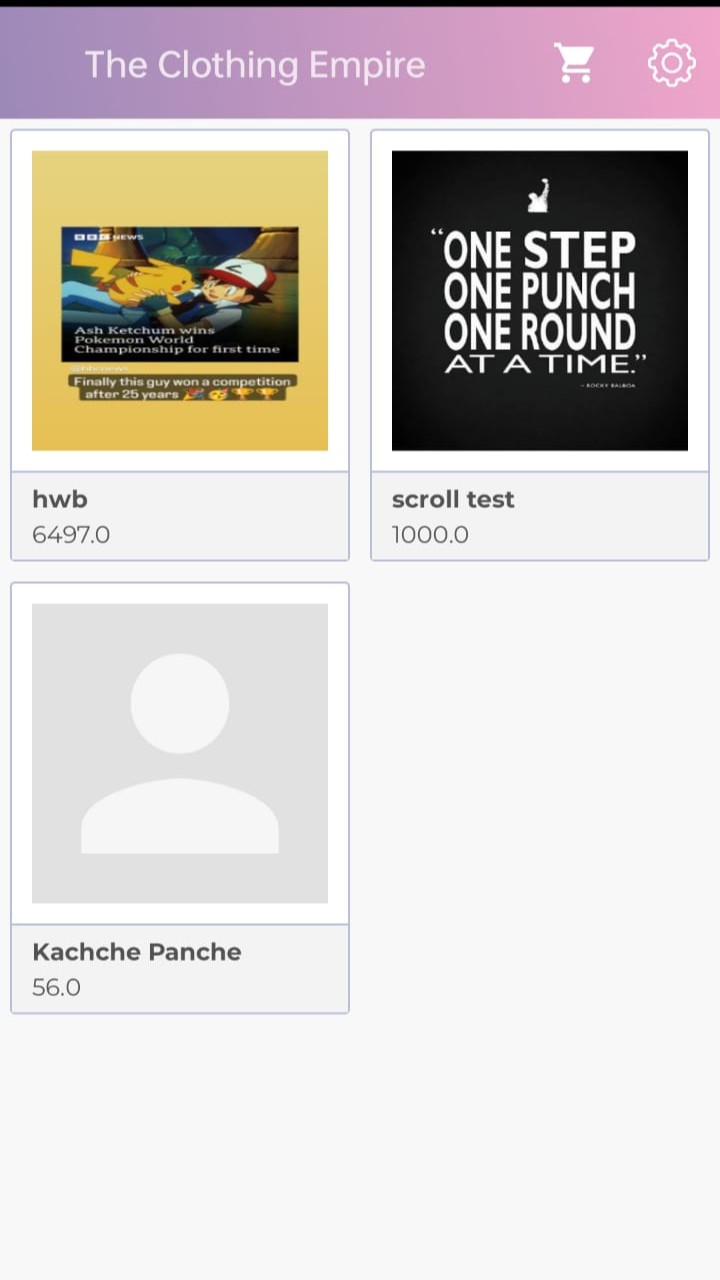 The Clothing Empire
BBC NEWS
Ash Ketchum wins
Pokemon World
Championship for first time
@bbcnews
Finally this guy won a competition
after 25 years 🎉🥳🏆🏆
hwb
6497.0
“ONE STEP
ONE PUNCH
ONE ROUND
AT A TIME.”
- ROCKY BALBOA
scroll test
1000.0
Kachche Panche
56.0